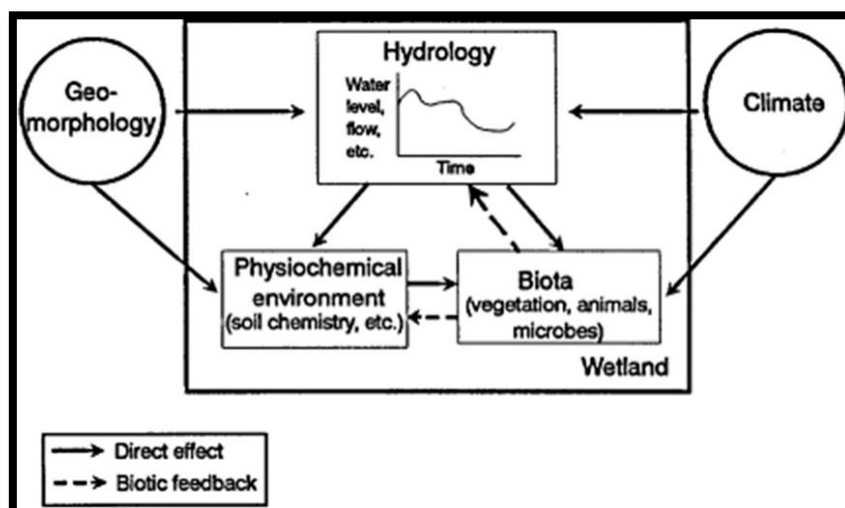 Hydrology
Water
level,
flow,
etc.
Time
Geo-
morphology
Climate
Physiochemical
environment
(soil chemistry, etc.)
Biota
(vegetation, animals,
microbes)
Wetland
Direct effect
Biotic feedback